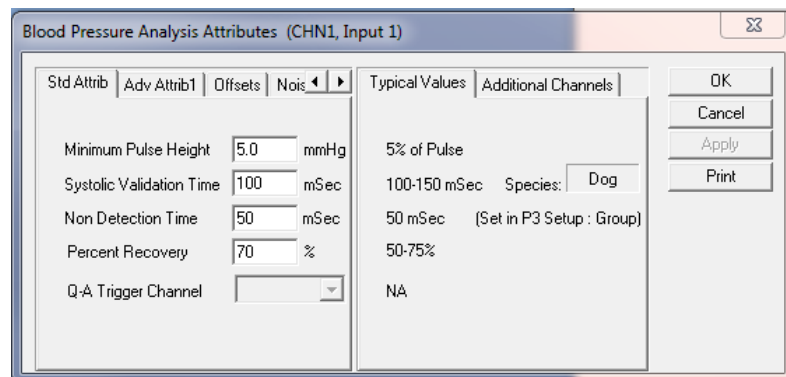 Blood Pressure Analysis Attributes (CHN1, Input 1)
Std Attrib Adv Attrib1 Offsets Nois Typical Values Additional Channels OK
Cancel
Minimum Pulse Height 5.0 mmHg 5% of Pulse Apply
Systolic Validation Time 100 mSec 100-150 mSec Species: Dog Print
Non Detection Time 50 mSec 50 mSec (Set in P3 Setup : Group)
Percent Recovery 70 % 50-75%
Q-A Trigger Channel NA